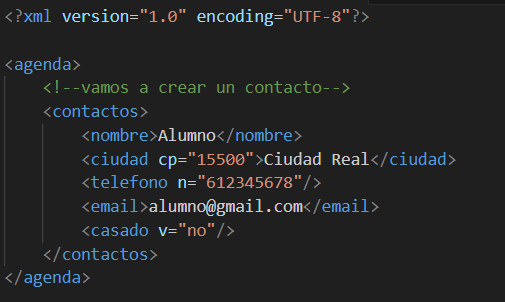 <?xml version="1.0" encoding="UTF-8"?>
<agenda>
<!--vamos a crear un contacto-->
<contactos>
<nombre>Alumno</nombre>
<ciudad cp="15500">Ciudad Real</ciudad>
<telefono n="612345678"/>
<email>alumno@gmail.com</email>
<casado v="no"/>
</contactos>
</agenda>